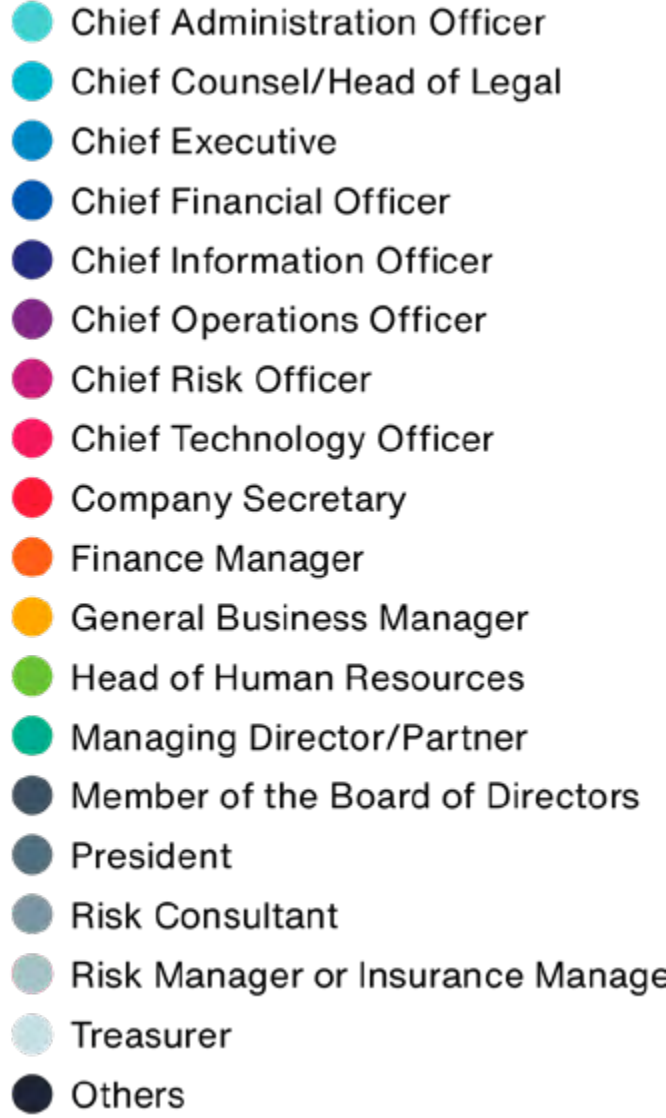 Chief Administration Officer
Chief Counsel/Head of Legal
Chief Executive
Chief Financial Officer
Chief Information Officer
Chief Operations Officer
Chief Risk Officer
Chief Technology Officer
Company Secretary
Finance Manager
General Business Manager
Head of Human Resources
Managing Director/Partner
Member of the Board of Directors
President
Risk Consultant
Risk Manager or Insurance Manage
Treasurer
Others